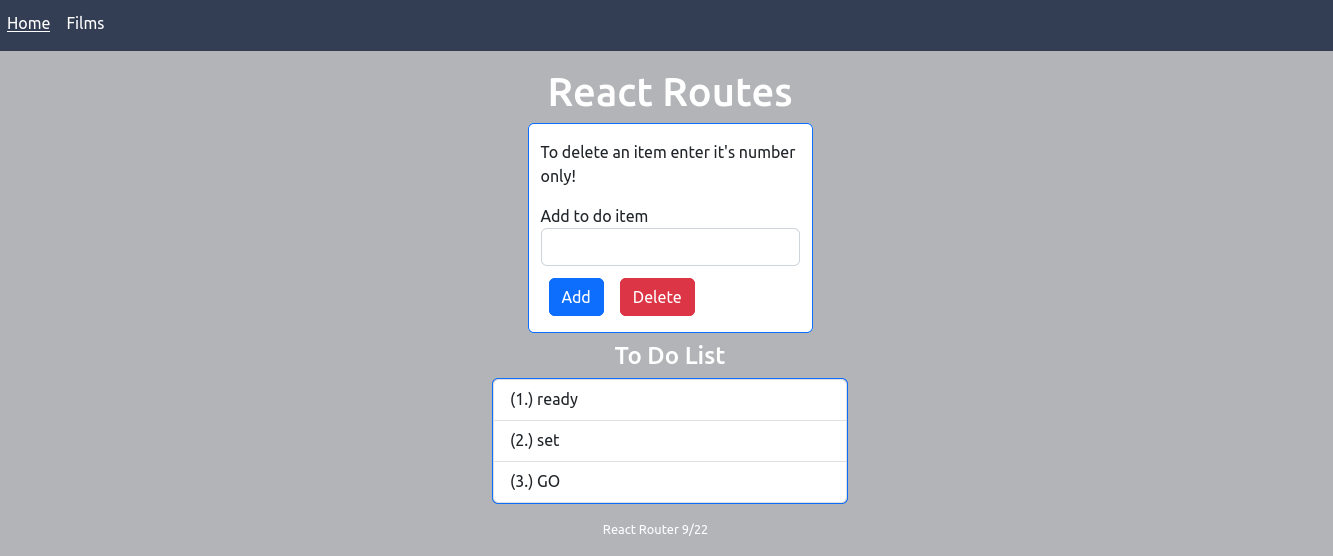 Home Films
React Routes
To delete an item enter it's number
only!
Add to do item
Add Delete
To Do List
(1.) ready
(2.) set
(3.) GO
React Router 9/22